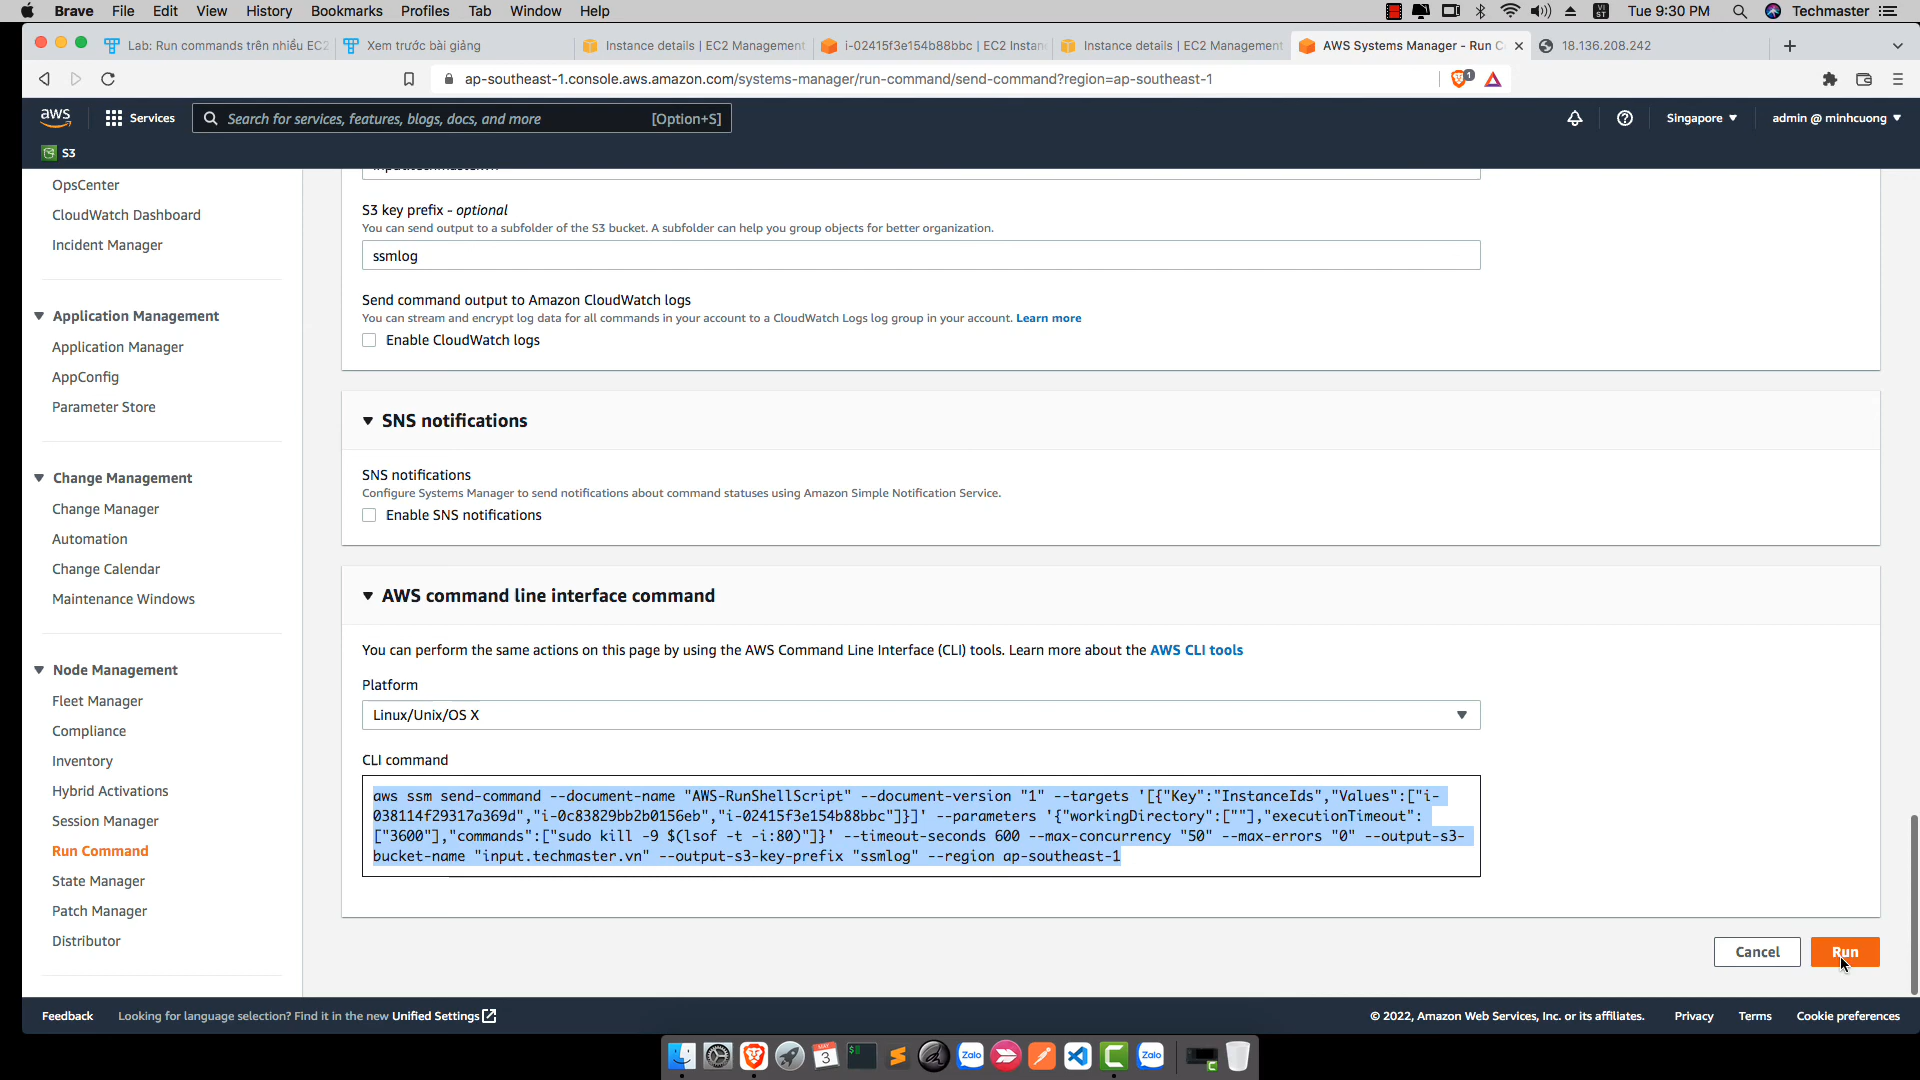 Brave File Edit View History Bookmarks Profiles Tab Window Help Tue 9:30 PM Techmaster
Lab: Run commands trên nhiều EC2 Xem trước bài giảng Instance details | EC2 Management i-02415f3e154b88bbc | EC2 Instan Instance details | EC2 Management AWS Systems Manager - Run C 18.136.208.242
ap-southeast-1.console.aws.amazon.com/systems-manager/run-command/send-command?region=ap-southeast-1 1
aws Services Search for services, features, blogs, docs, and more [Option+S] Singapore admin @ minhcuong
S3
OpsCenter
CloudWatch Dashboard
Incident Manager
Application Management
Application Manager
AppConfig
Parameter Store
Change Management
Change Manager
Automation
Change Calendar
Maintenance Windows
Node Management
Fleet Manager
Compliance
Inventory
Hybrid Activations
Session Manager
Run Command
State Manager
Patch Manager
Distributor
S3 key prefix - optional
You can send output to a subfolder of the S3 bucket. A subfolder can help you group objects for better organization.
ssmlog
Send command output to Amazon CloudWatch logs
You can stream and encrypt log data for all commands in your account to a CloudWatch Logs log group in your account. Learn more
Enable CloudWatch logs
SNS notifications
SNS notifications
Configure Systems Manager to send notifications about command statuses using Amazon Simple Notification Service.
Enable SNS notifications
AWS command line interface command
You can perform the same actions on this page by using the AWS Command Line Interface (CLI) tools. Learn more about the AWS CLI tools
Platform
Linux/Unix/OS X
CLI command
aws ssm send-command --document-name "AWS-RunShellScript" --document-version "1" --targets '[{"Key":"InstanceIds","Values":["i-
038114f29317a369d","i-0c83829bb2b0156eb","i-02415f3e154b88bbc"]}]' --parameters '{"workingDirectory":[""],"executionTimeout":
["3600"],"commands":["sudo kill -9 $(lsof -t -i:80)"]}' --timeout-seconds 600 --max-concurrency "50" --max-errors "0" --output-s3-
bucket-name "input.techmaster.vn" --output-s3-key-prefix "ssmlog" --region ap-southeast-1
Cancel Run
Feedback Looking for language selection? Find it in the new Unified Settings © 2022, Amazon Web Services, Inc. or its affiliates. Privacy Terms Cookie preferences
MAY
3
Zalo Zalo